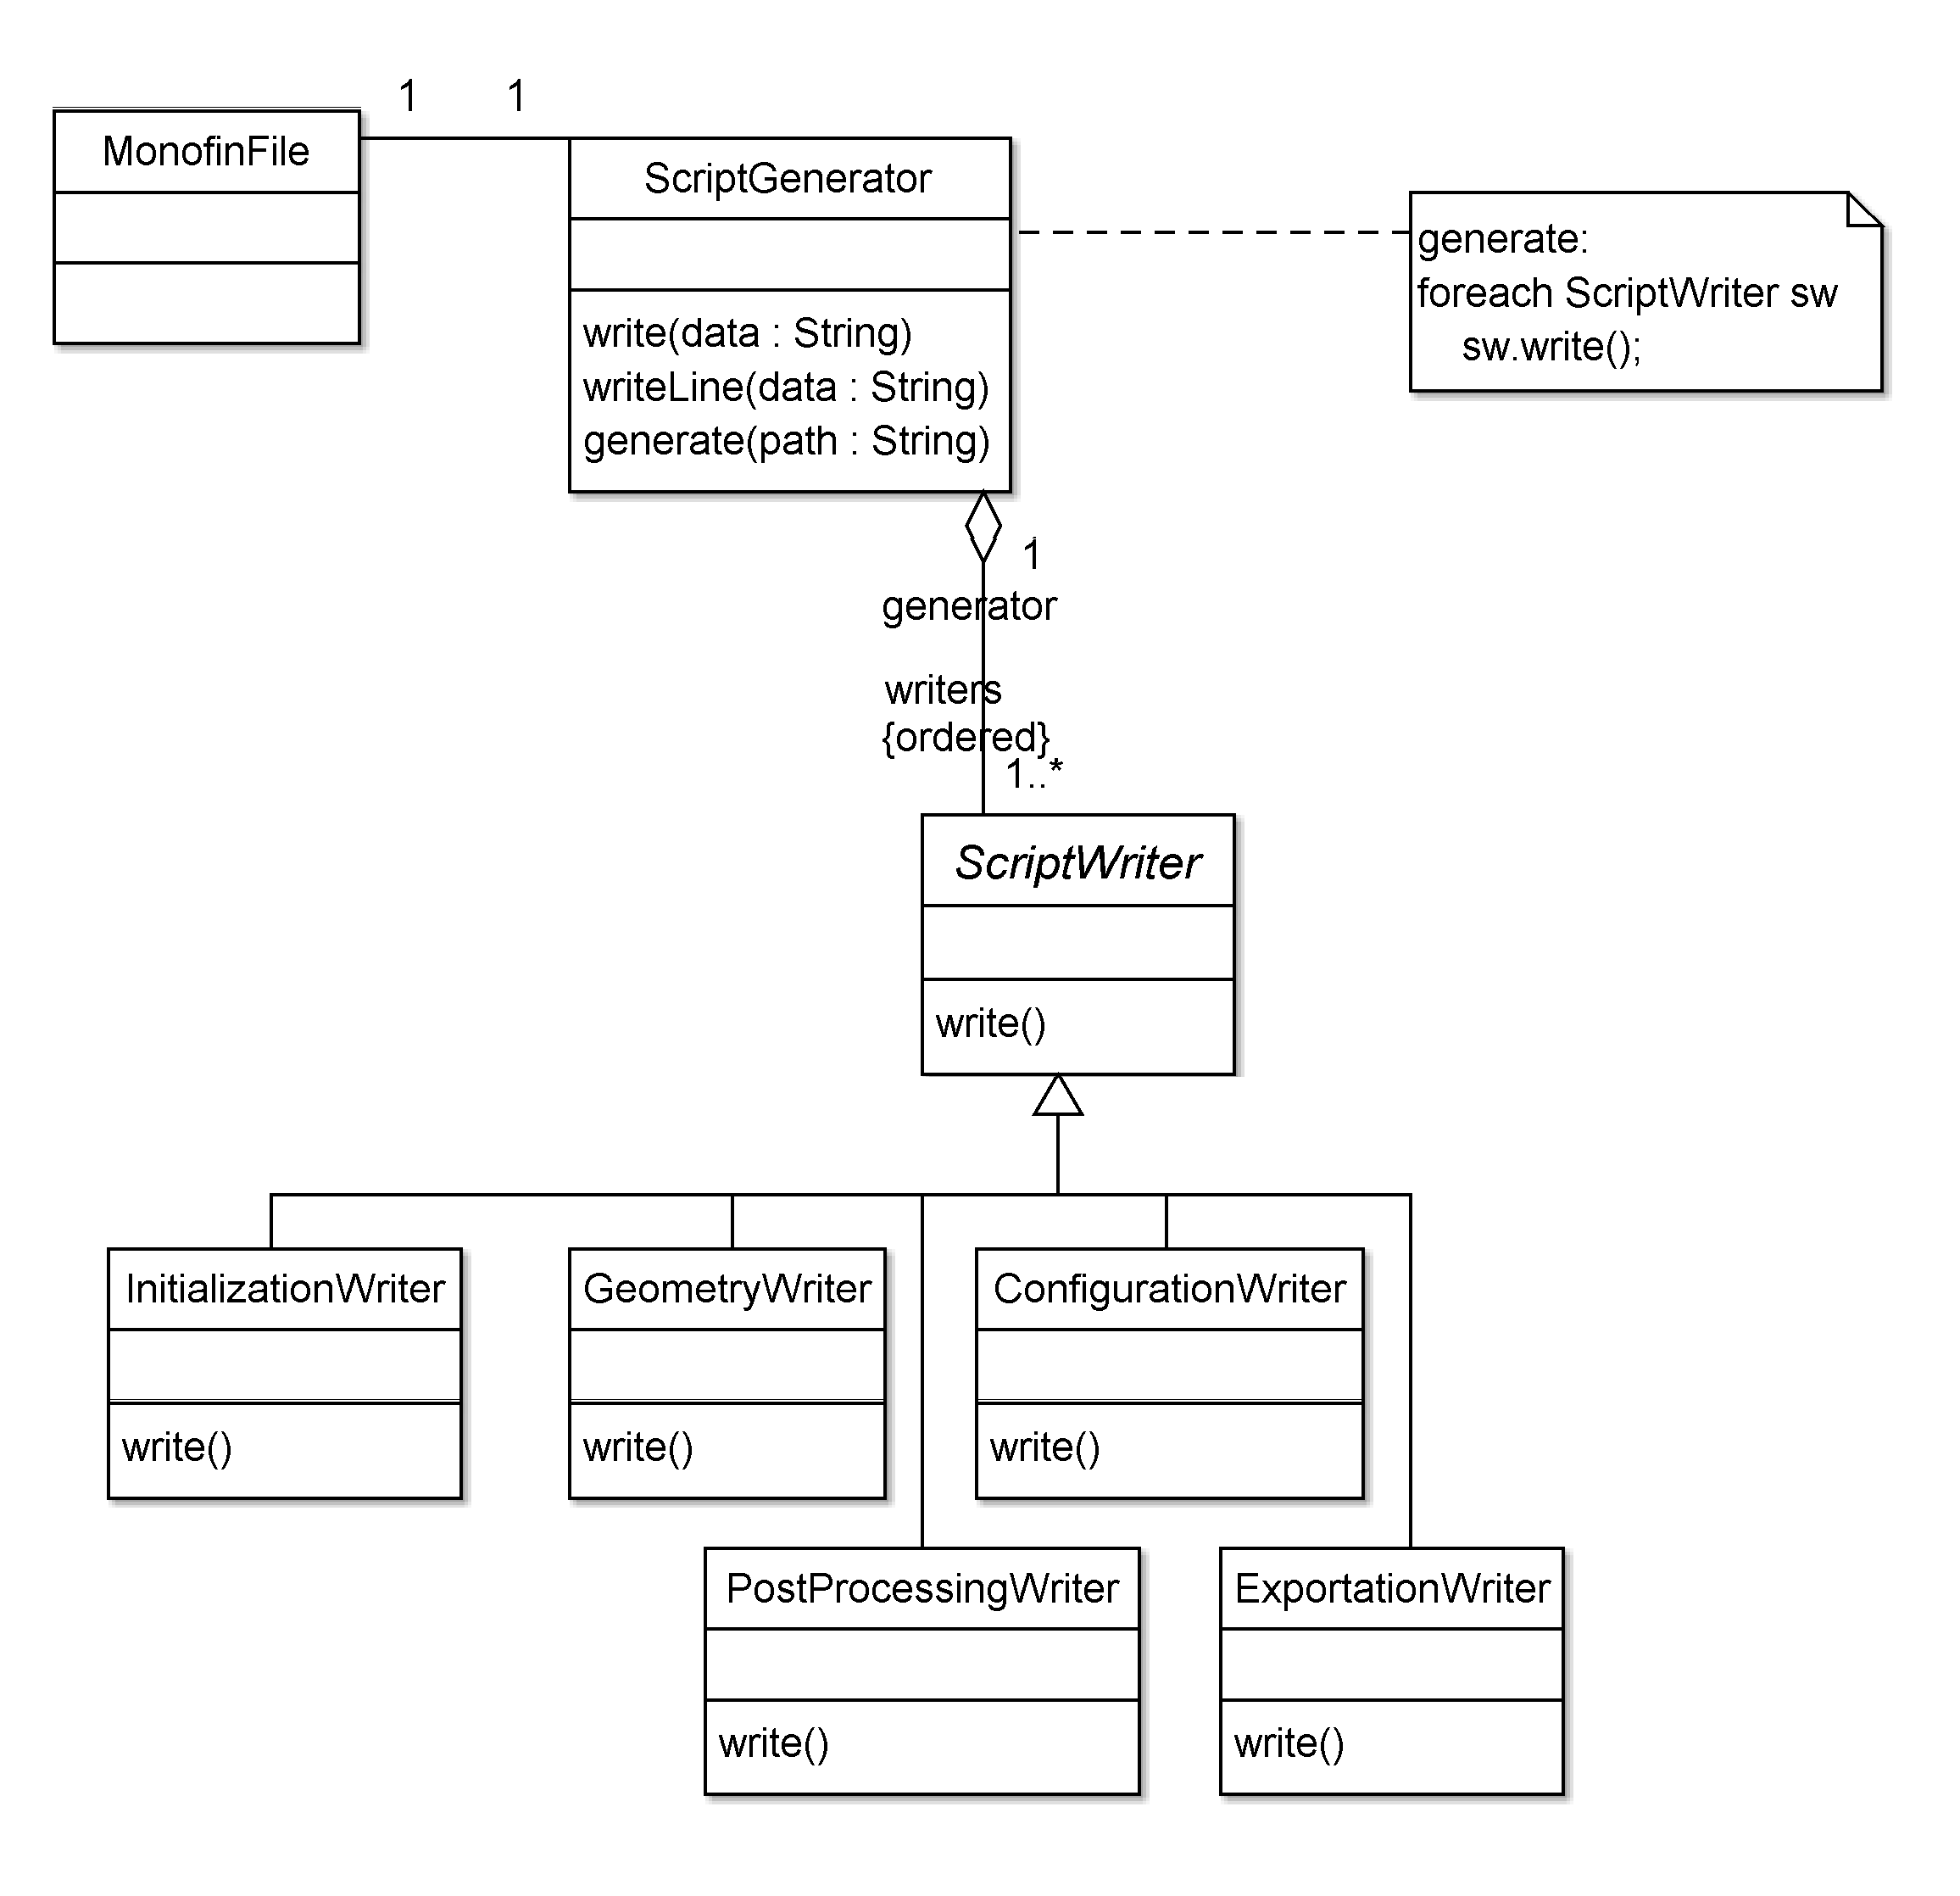 1 1
MonofinFile
ScriptGenerator
write(data : String)
writeLine(data : String)
generate(path : String)
generate:
foreach ScriptWriter sw
sw.write();
1
generator
writers
{ordered}
1..*
ScriptWriter
write()
InitializationWriter
write()
GeometryWriter
write()
ConfigurationWriter
write()
PostProcessingWriter
write()
ExportationWriter
write()